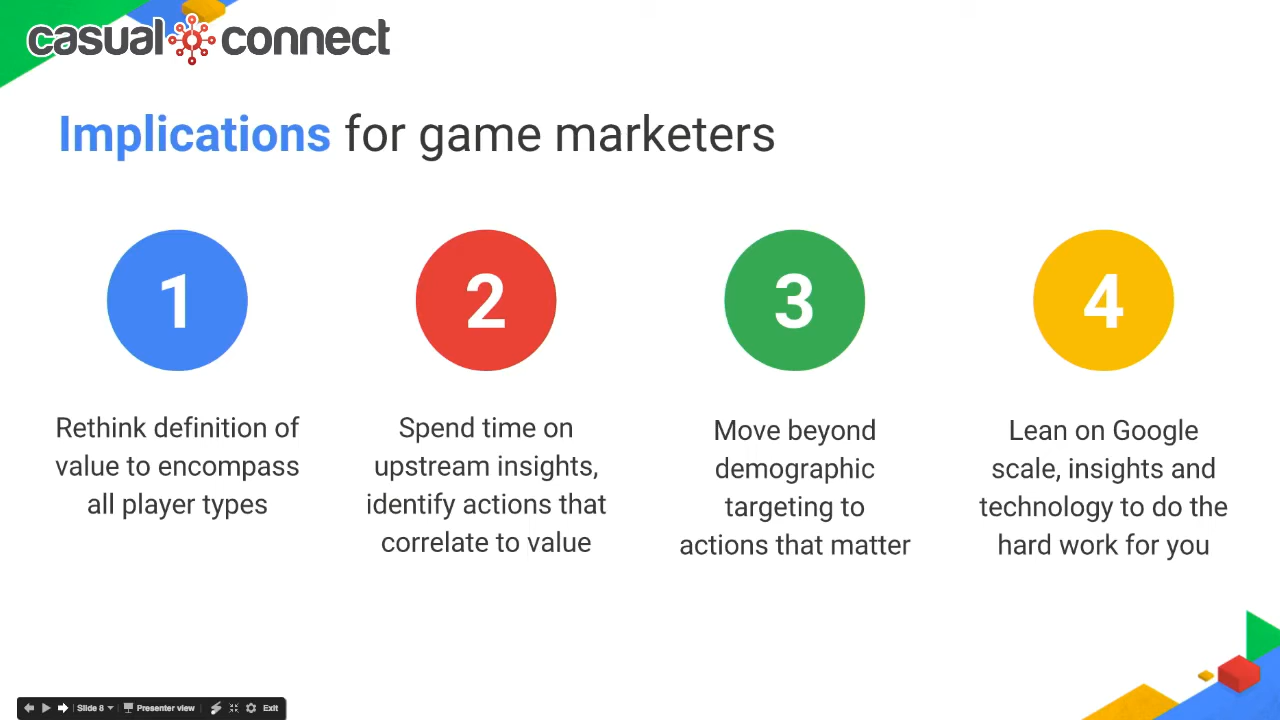 casual connect
Implications for game marketers
1
Rethink definition of
value to encompass
all player types
2
Spend time on
upstream insights,
identify actions that
correlate to value
3
Move beyond
demographic
targeting to
actions that matter
4
Lean on Google
scale, insights and
technology to do the
hard work for you
Slide 8 Presenter view Exit